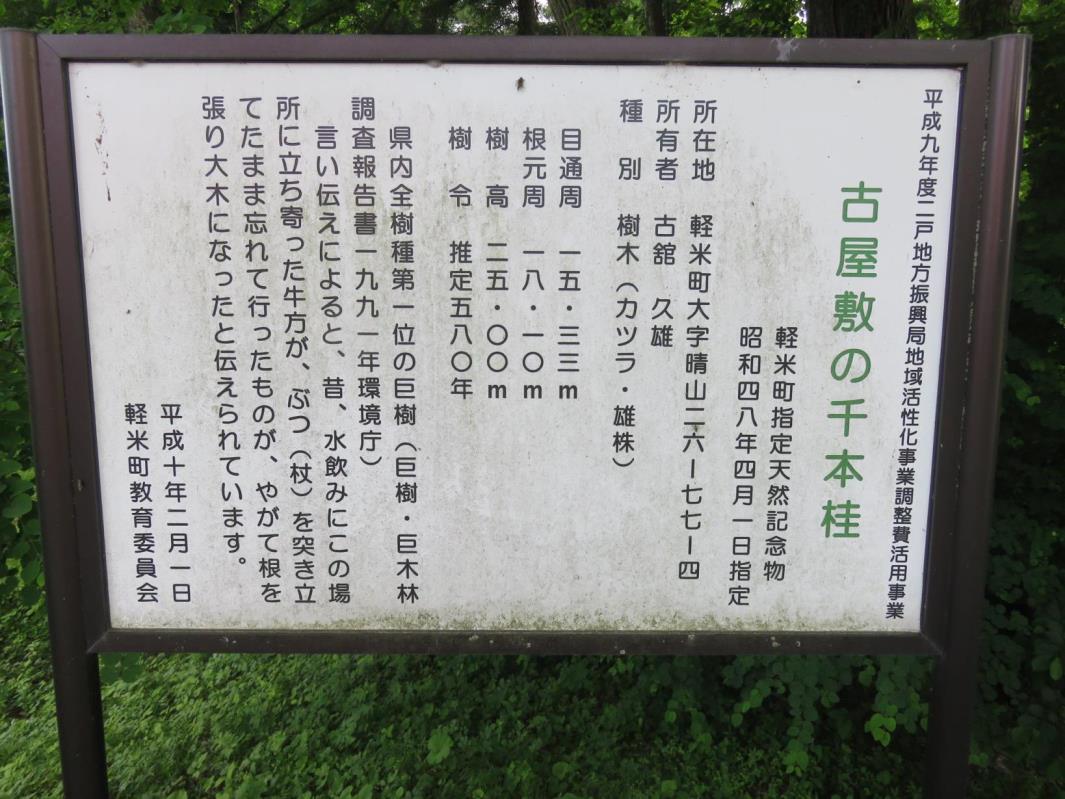 平成九年度二戸地方振興局地域活性化事業調整費活用事業
古屋敷の千本桂
軽米町指定天然記念物
昭和四八年四月一日指定
所在地　軽米町大字晴山二六ー七七ー四
所有者　古舘　久雄
種　別　樹木（カツラ・雄株）
目通周　一五・三三m
根元周　一八・一〇m
樹　高　二五・〇〇m
樹　令　推定五八〇年
県内全樹種第一位の巨樹（巨樹・巨木林
調査報告書一九九一年環境庁）
言い伝えによると、昔、水飲みにこの場
所に立ち寄った牛方が、ぶつ（杖）を突き立
てたまま忘れて行ったものが、やがて根を
張り大木になったと伝えられています。
平成十年二月一日
軽米町教育委員会